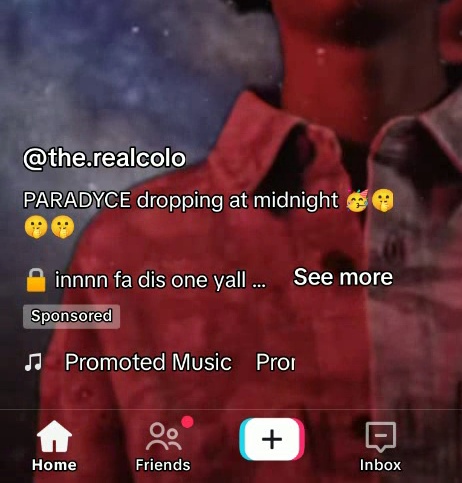 @the.realcolo
PARADYCE dropping at midnight 🥳🤫
🤫🤫
🔒 innnn fa dis one yall ... See more
Sponsored
Promoted Music Pror
Home Friends Inbox